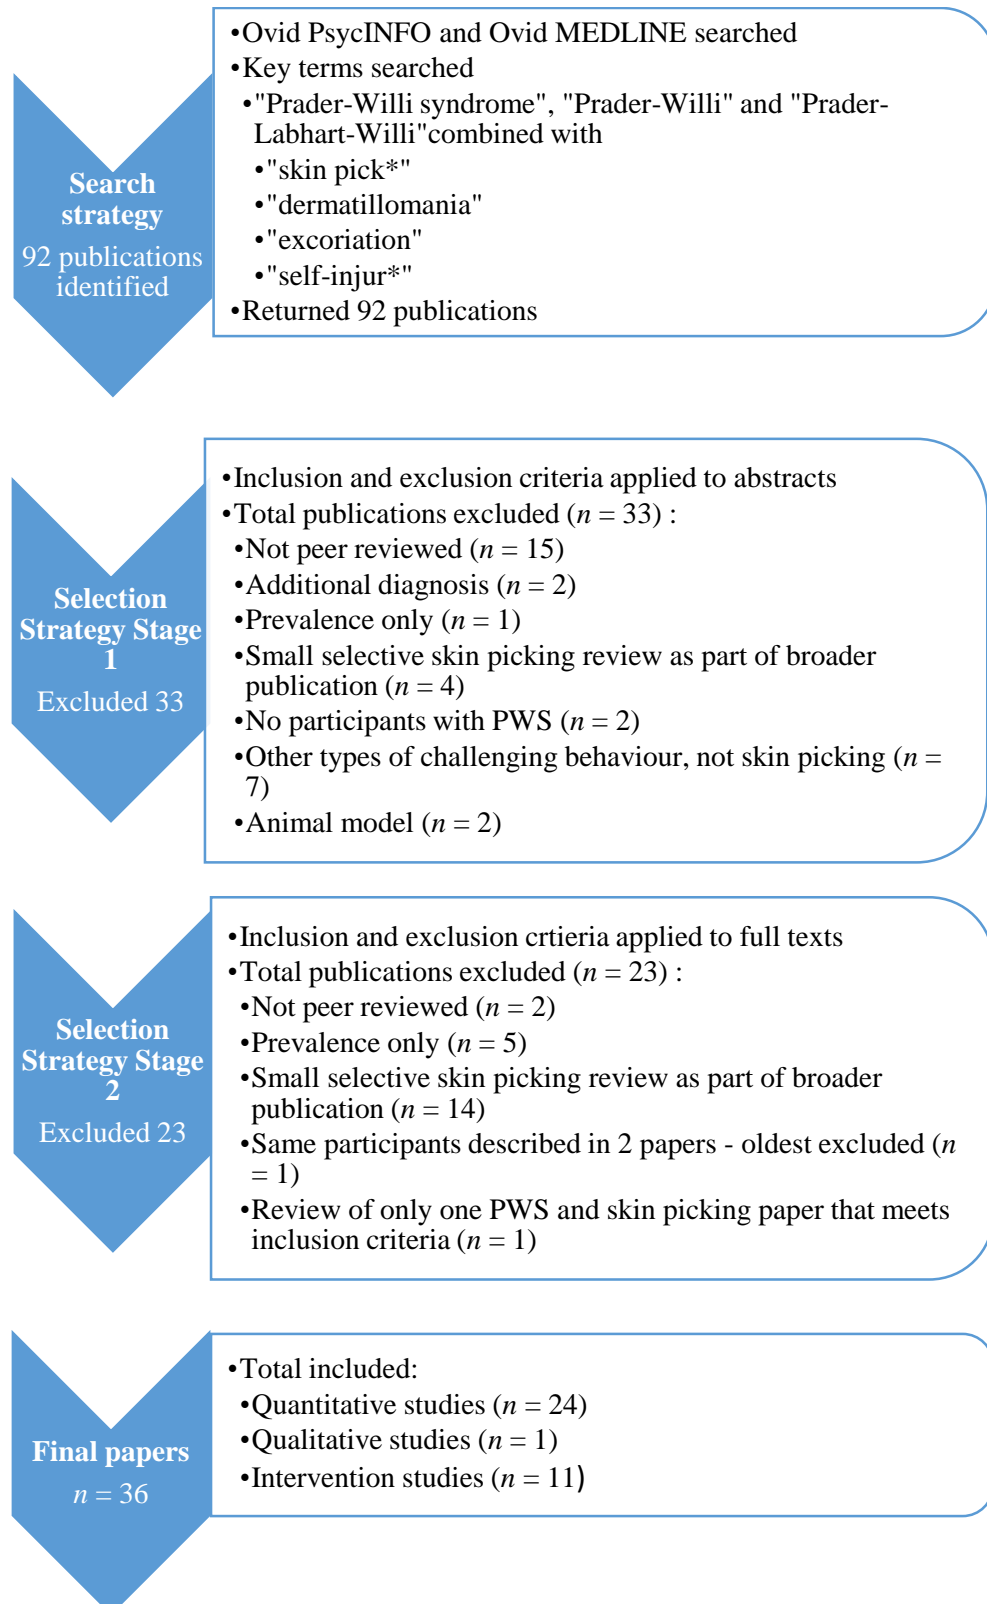 Search
strategy
92 publications
identified
•Ovid PsycINFO and Ovid MEDLINE searched
•Key terms searched
•"Prader-Willi syndrome", "Prader-Willi" and "Prader-
Labhart-Willi"combined with
•"skin pick*"
•"dermatillomania"
•"excoriation"
•"self-injur*"
•Returned 92 publications
Selection
Strategy Stage
1
Excluded 33
•Inclusion and exclusion criteria applied to abstracts
•Total publications excluded (n = 33) :
•Not peer reviewed (n = 15)
•Additional diagnosis (n = 2)
•Prevalence only (n = 1)
•Small selective skin picking review as part of broader
publication (n = 4)
•No participants with PWS (n = 2)
•Other types of challenging behaviour, not skin picking (n =
7)
•Animal model (n = 2)
Selection
Strategy Stage
2
Excluded 23
•Inclusion and exclusion crtieria applied to full texts
•Total publications excluded (n = 23) :
•Not peer reviewed (n = 2)
•Prevalence only (n = 5)
•Small selective skin picking review as part of broader
publication (n = 14)
•Same participants described in 2 papers - oldest excluded (n
= 1)
•Review of only one PWS and skin picking paper that meets
inclusion criteria (n = 1)
Final papers
n = 36
•Total included:
•Quantitative studies (n = 24)
•Qualitative studies (n = 1)
•Intervention studies (n = 11)